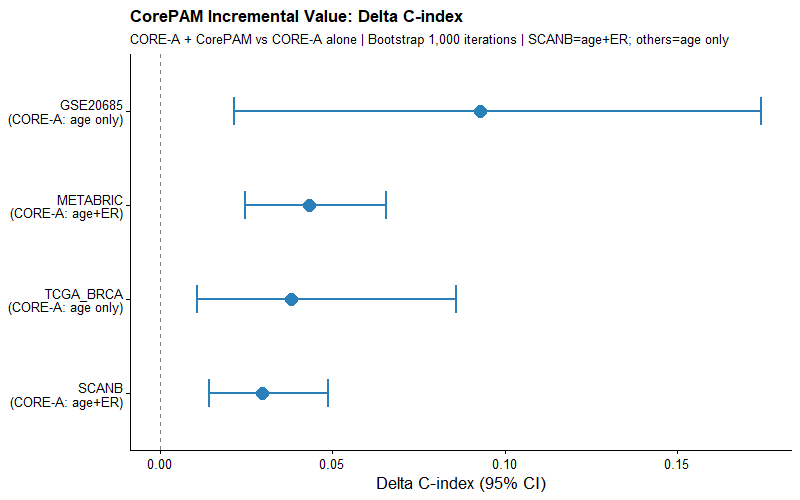 CorePAM Incremental Value: Delta C-index
CORE-A + CorePAM vs CORE-A alone | Bootstrap 1,000 iterations | SCANB=age+ER; others=age only
GSE20685
(CORE-A: age only)
METABRIC
(CORE-A: age+ER)
TCGA_BRCA
(CORE-A: age only)
SCANB
(CORE-A: age+ER)
0.00 0.05 0.10 0.15
Delta C-index (95% CI)